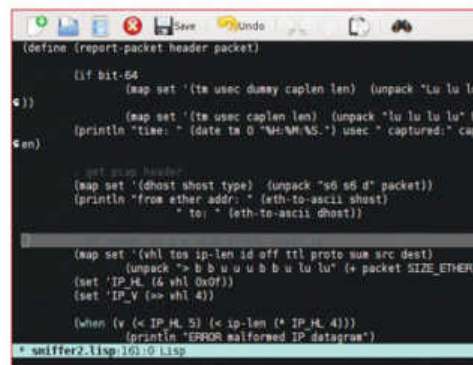 Save Undo
(define (report-packet header packet)
(if bit-64
(map set '(tm usec dummy caplen len) (unpack "Lu lu l
))
(map set '(tm usec caplen len) (unpack "lu lu lu lu"
(println "time: " (date tm 0 "%H:%M:%S.") usec " captured:" ca
en)
; get pcap header
(map set '(dhost shost type) (unpack "s6 s6 d" packet))
(println "from ether addr: " (eth-to-ascii shost)
" to: " (eth-to-ascii dhost))
(map set '(vhl tos ip-len id off ttl proto sum src dest)
(unpack "> b b u u u b b u lu lu" (+ packet SIZE_ETHER
(set 'IP_HL (& vhl 0x0f))
(set 'IP_V (>> vhl 4))
(when (v (< IP_HL 5) (< ip-len (* IP_HL 4)))
(println "ERROR malformed IP datagram")
* sniffer2.lisp:161:0 Lisp